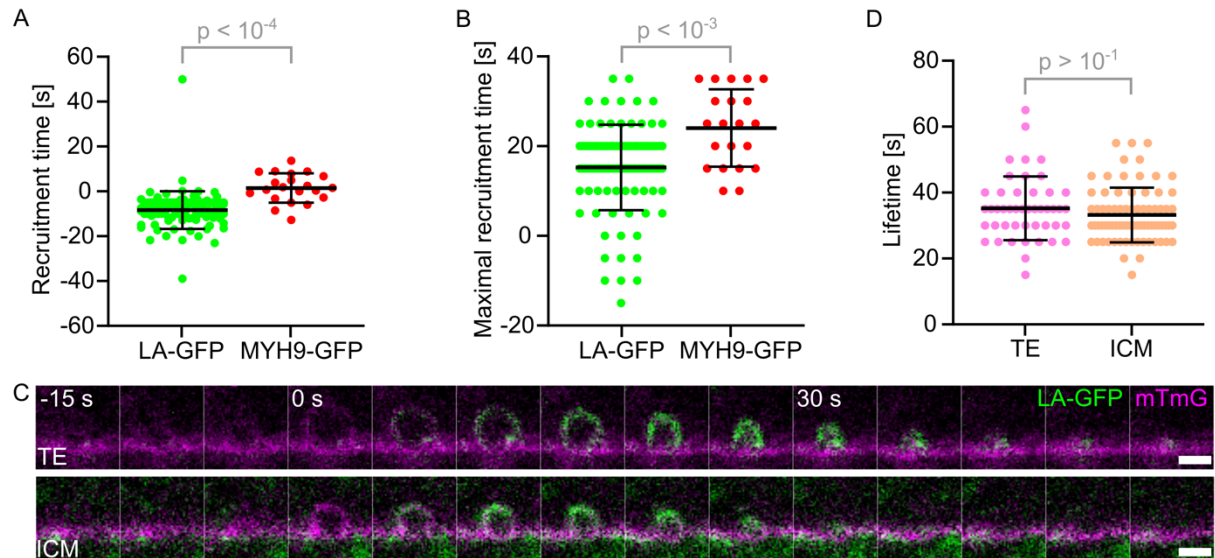 A
p < 10⁻⁴
Recruitment time [s]
60
40
20
0
-20
-40
-60
LA-GFP MYH9-GFP
B
p < 10⁻³
Maximal recruitment time [s]
40
20
0
-20
LA-GFP MYH9-GFP
D
p > 10⁻¹
Lifetime [s]
80
60
40
20
0
TE ICM
C
-15 s 0 s 30 s LA-GFP mTmG
TE
ICM